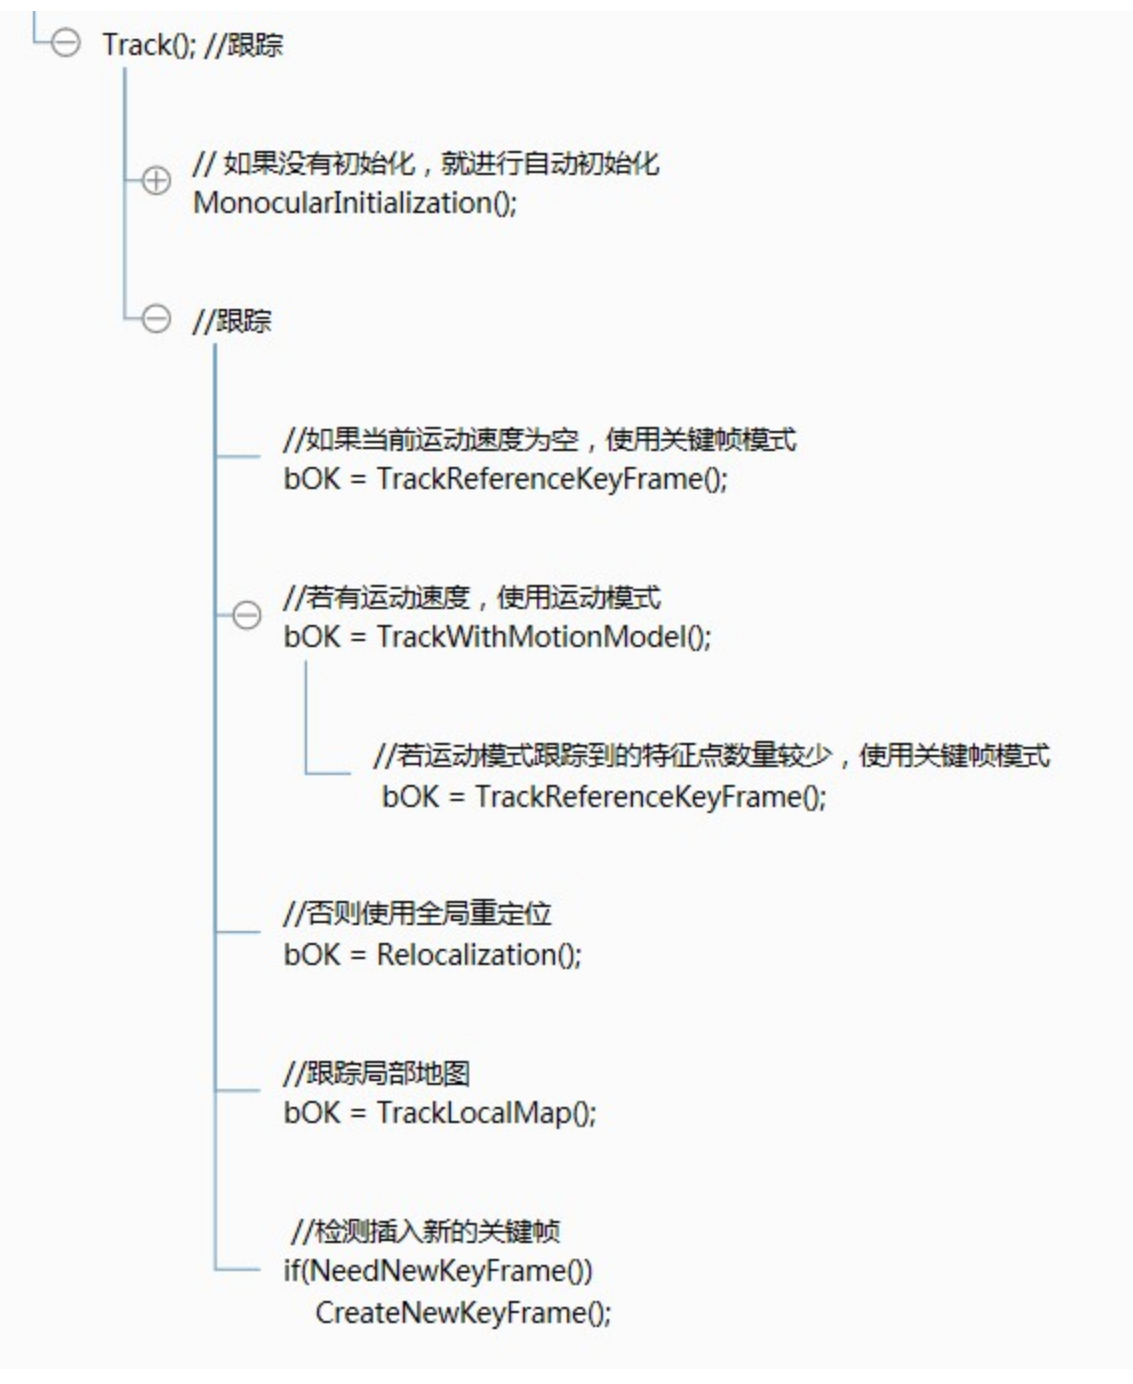 Track(); //跟踪
// 如果没有初始化，就进行自动初始化
MonocularInitialization();
//跟踪
//如果当前运动速度为空，使用关键帧模式
bOK = TrackReferenceKeyFrame();
//若有运动速度，使用运动模式
bOK = TrackWithMotionModel();
//若运动模式跟踪到的特征点数量较少，使用关键帧模式
bOK = TrackReferenceKeyFrame();
//否则使用全局重定位
bOK = Relocalization();
//跟踪局部地图
bOK = TrackLocalMap();
//检测插入新的关键帧
if(NeedNewKeyFrame())
CreateNewKeyFrame();